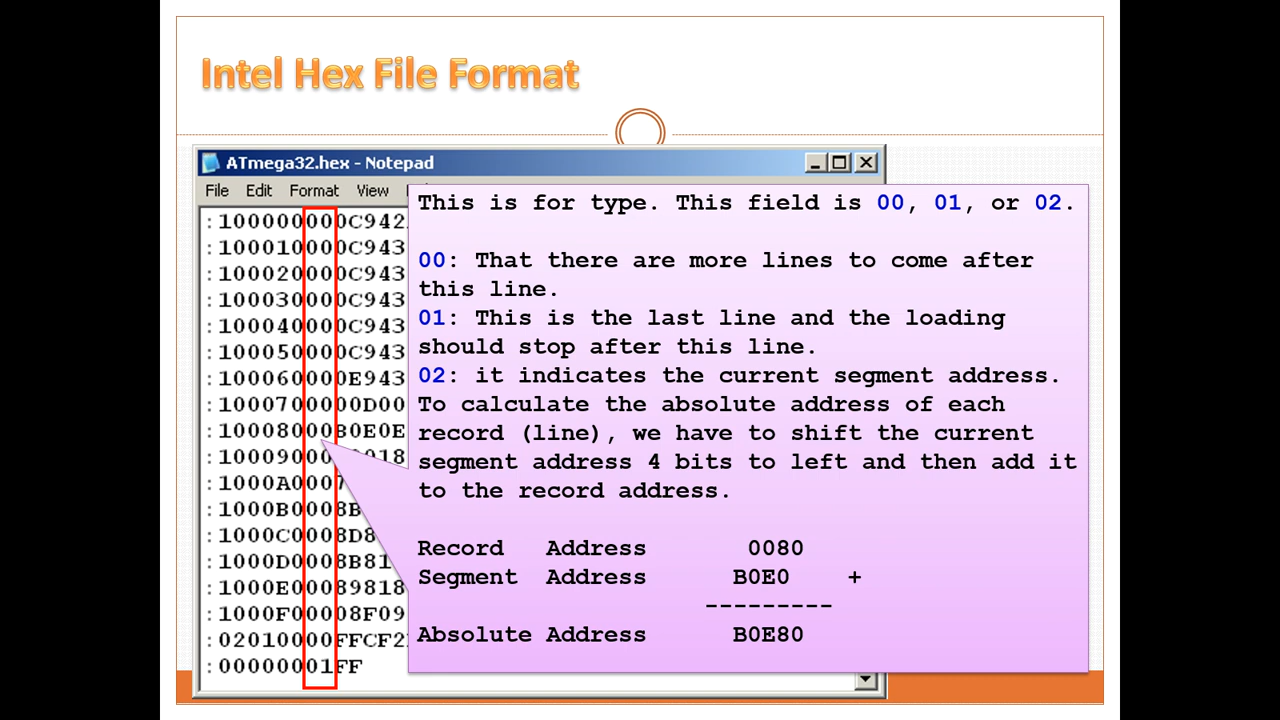 Intel Hex File Format
ATmega32.hex - Notepad
File Edit Format View
:100000000C942
:100010000C943
:100020000C943
:100030000C943
:100040000C943
:100050000C943
:100060000E943
:1000700000D00
:10008000B0E0E
:10009000 018
:1000A0007
:1000B0008B
:1000C0008D8
:1000D0008B81
:1000E00089818
:1000F00008F09
:02010000FFCF2
:00000001FF
This is for type. This field is 00, 01, or 02.
00: That there are more lines to come after
this line.
01: This is the last line and the loading
should stop after this line.
02: it indicates the current segment address.
To calculate the absolute address of each
record (line), we have to shift the current
segment address 4 bits to left and then add it
to the record address.
Record Address 0080
Segment Address B0E0 +
---------
Absolute Address B0E80